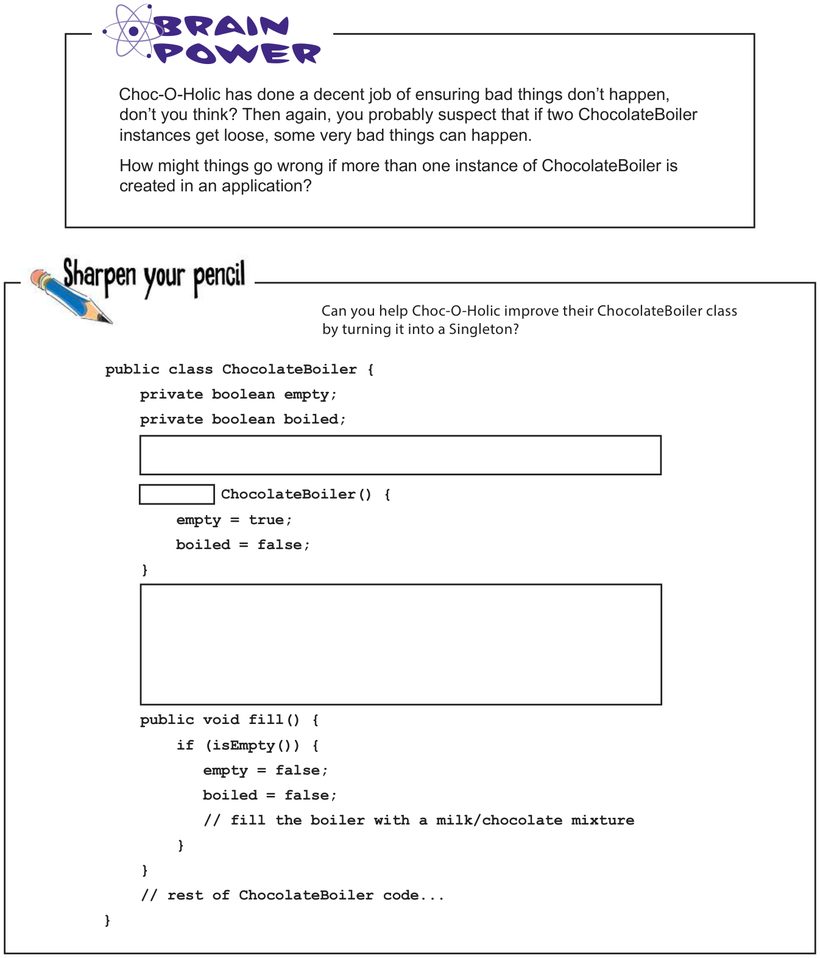 BRAIN
POWER
Choc-O-Holic has done a decent job of ensuring bad things don’t happen,
don’t you think? Then again, you probably suspect that if two ChocolateBoiler
instances get loose, some very bad things can happen.
How might things go wrong if more than one instance of ChocolateBoiler is
created in an application?
Sharpen your pencil
Can you help Choc-O-Holic improve their ChocolateBoiler class
by turning it into a Singleton?
public class ChocolateBoiler {
private boolean empty;
private boolean boiled;
ChocolateBoiler() {
empty = true;
boiled = false;
}
public void fill() {
if (isEmpty()) {
empty = false;
boiled = false;
// fill the boiler with a milk/chocolate mixture
}
}
// rest of ChocolateBoiler code...
}